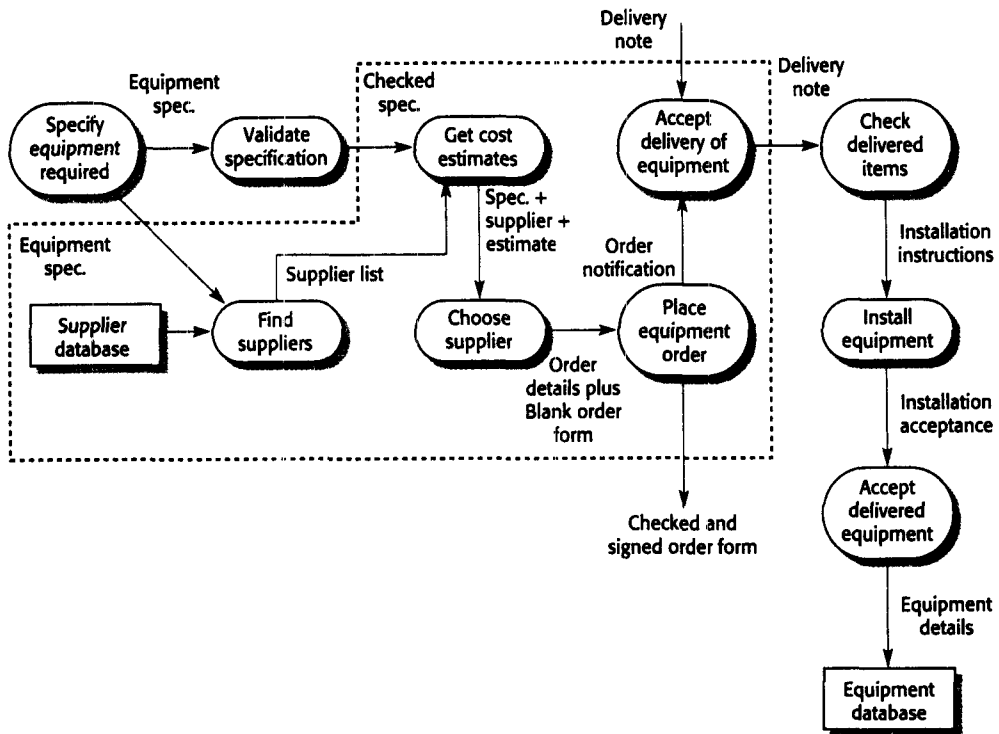 Delivery
note
Equipment
spec.
Checked
spec.
Delivery
note
Specify
equipment
required
Validate
specification
Get cost
estimates
Accept
delivery of
equipment
Check
delivered
items
Equipment
spec.
Supplier list
Spec. +
supplier +
estimate
Order
notification
Installation
instructions
Supplier
database
Find
suppliers
Choose
supplier
Place
equipment
order
Install
equipment
Order
details plus
Blank order
form
Installation
acceptance
Checked and
signed order form
Accept
delivered
equipment
Equipment
details
Equipment
database